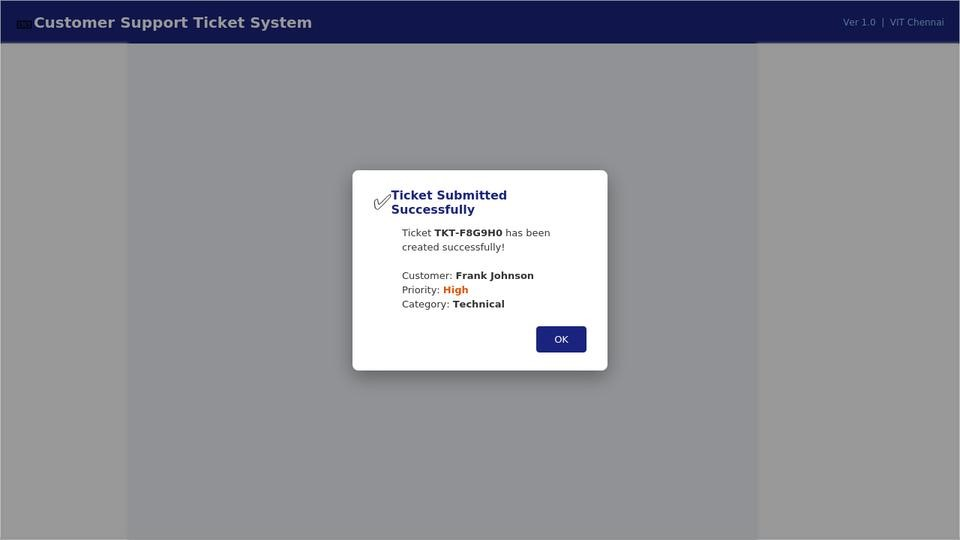 Customer Support Ticket System
Ver 1.0 | VIT Chennai
Ticket Submitted
Successfully
Ticket TKT-F8G9H0 has been
created successfully!
Customer: Frank Johnson
Priority: High
Category: Technical
OK